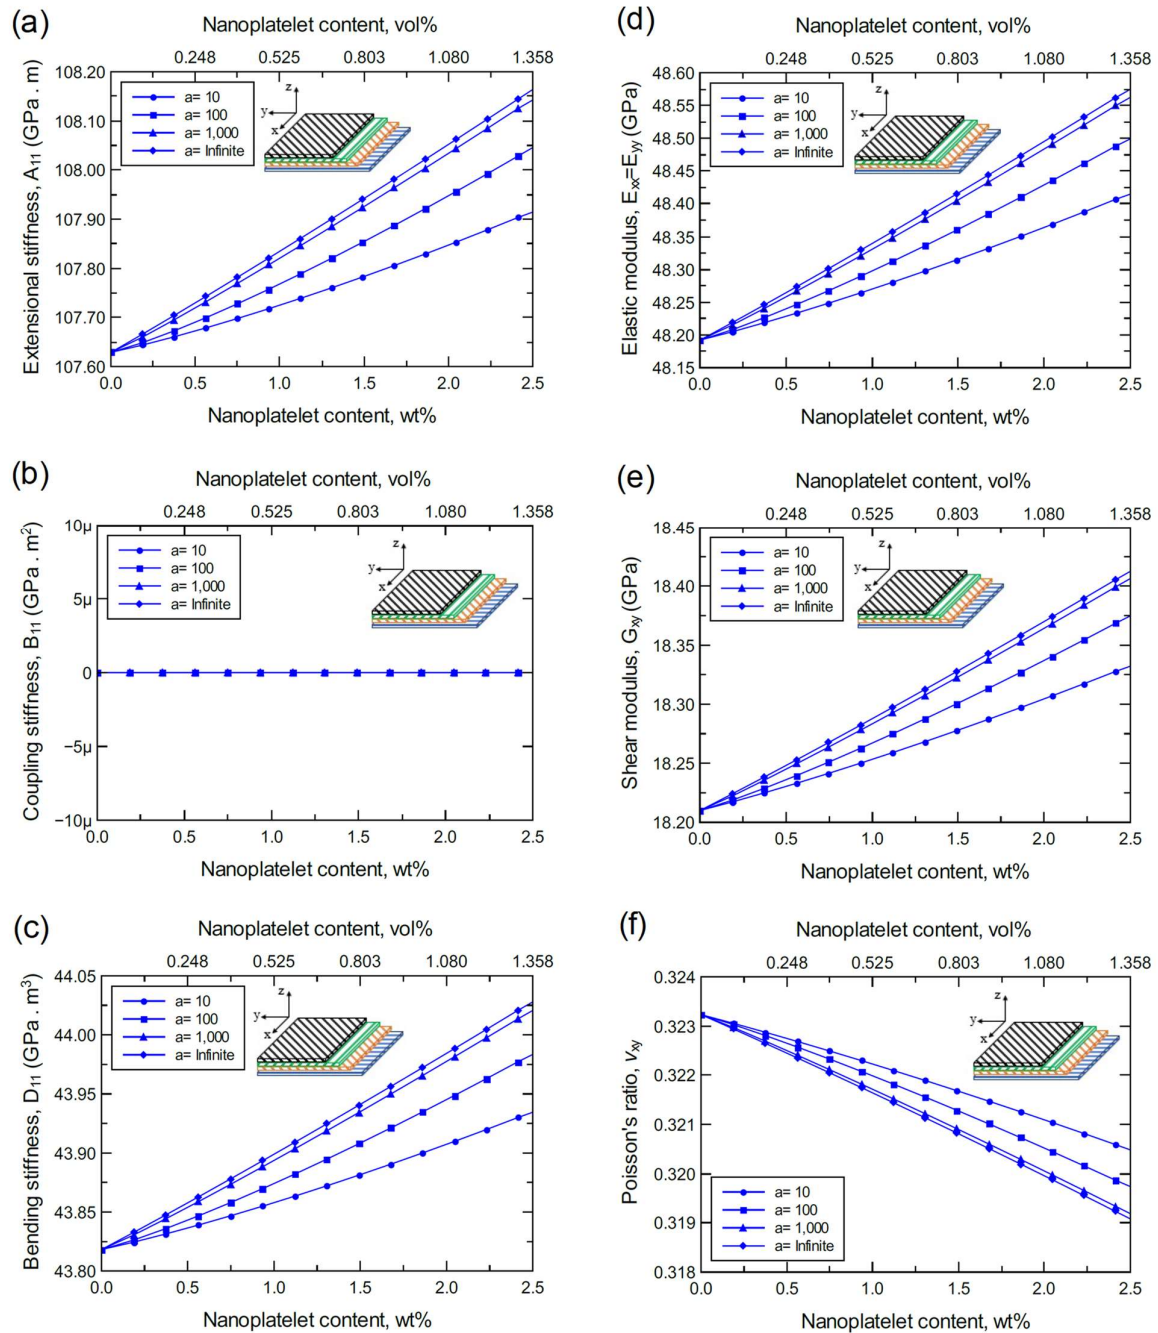 (a)
Nanoplatelet content, vol%
0.248 0.525 0.803 1.080 1.358
Extensional stiffness, A11 (GPa . m)
108.20
108.10
108.00
107.90
107.80
107.70
107.60
a= 10
a= 100
a= 1,000
a= Infinite
z
y
x
0.0 0.5 1.0 1.5 2.0 2.5
Nanoplatelet content, wt%
(b)
Nanoplatelet content, vol%
0.248 0.525 0.803 1.080 1.358
Coupling stiffness, B11 (GPa . m²)
10µ
5µ
0
−5µ
−10µ
a= 10
a= 100
a= 1,000
a= Infinite
z
y
x
0.0 0.5 1.0 1.5 2.0 2.5
Nanoplatelet content, wt%
(c)
Nanoplatelet content, vol%
0.248 0.525 0.803 1.080 1.358
Bending stiffness, D11 (GPa . m³)
44.05
44.00
43.95
43.90
43.85
43.80
a= 10
a= 100
a= 1,000
a= Infinite
z
y
x
0.0 0.5 1.0 1.5 2.0 2.5
Nanoplatelet content, wt%
(d)
Nanoplatelet content, vol%
0.248 0.525 0.803 1.080 1.358
Elastic modulus, Exx=Eyy (GPa)
48.60
48.55
48.50
48.45
48.40
48.35
48.30
48.25
48.20
48.15
a= 10
a= 100
a= 1,000
a= Infinite
z
y
x
0.0 0.5 1.0 1.5 2.0 2.5
Nanoplatelet content, wt%
(e)
Nanoplatelet content, vol%
0.248 0.525 0.803 1.080 1.358
Shear modulus, Gxy (GPa)
18.45
18.40
18.35
18.30
18.25
18.20
a= 10
a= 100
a= 1,000
a= Infinite
z
y
x
0.0 0.5 1.0 1.5 2.0 2.5
Nanoplatelet content, wt%
(f)
Nanoplatelet content, vol%
0.248 0.525 0.803 1.080 1.358
Poisson's ratio, νxy
0.324
0.323
0.322
0.321
0.320
0.319
0.318
z
y
x
a= 10
a= 100
a= 1,000
a= Infinite
0.0 0.5 1.0 1.5 2.0 2.5
Nanoplatelet content, wt%